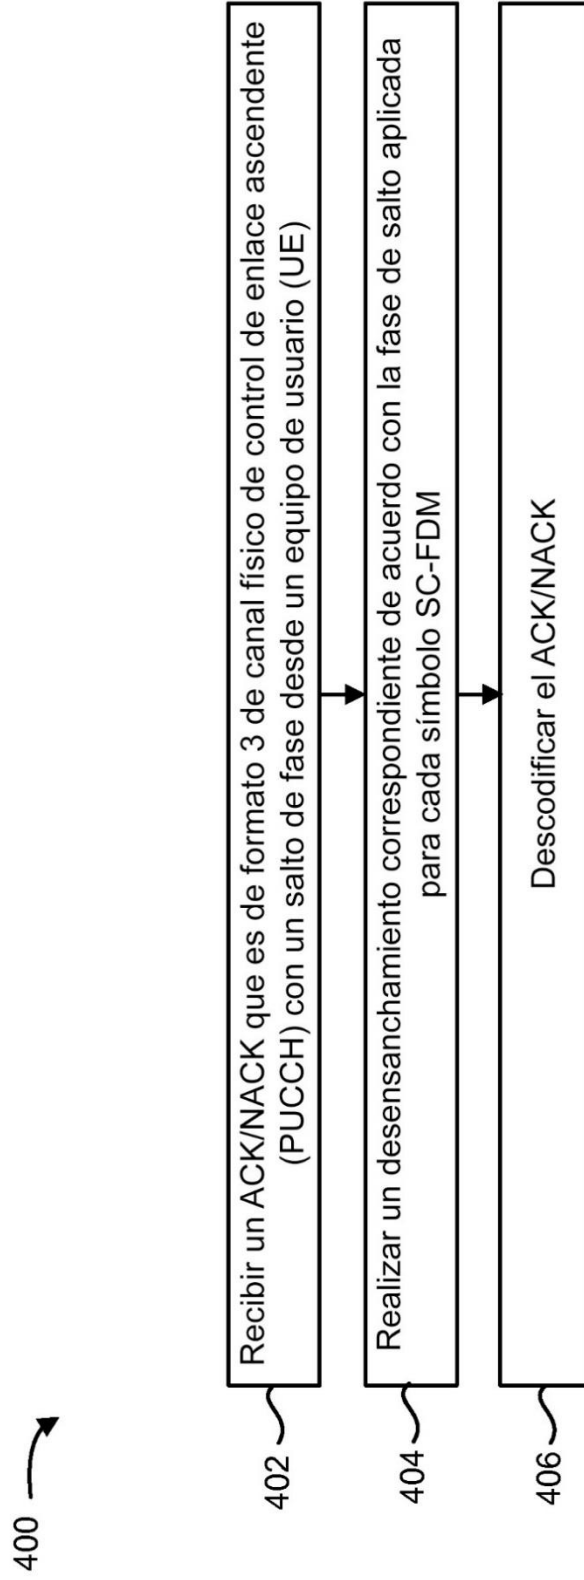 400
402
Recibir un ACK/NACK que es de formato 3 de canal físico de control de enlace ascendente
(PUCCH) con un salto de fase desde un equipo de usuario (UE)
404
Realizar un desensanchamiento correspondiente de acuerdo con la fase de salto aplicada
para cada símbolo SC-FDM
406
Descodificar el ACK/NACK